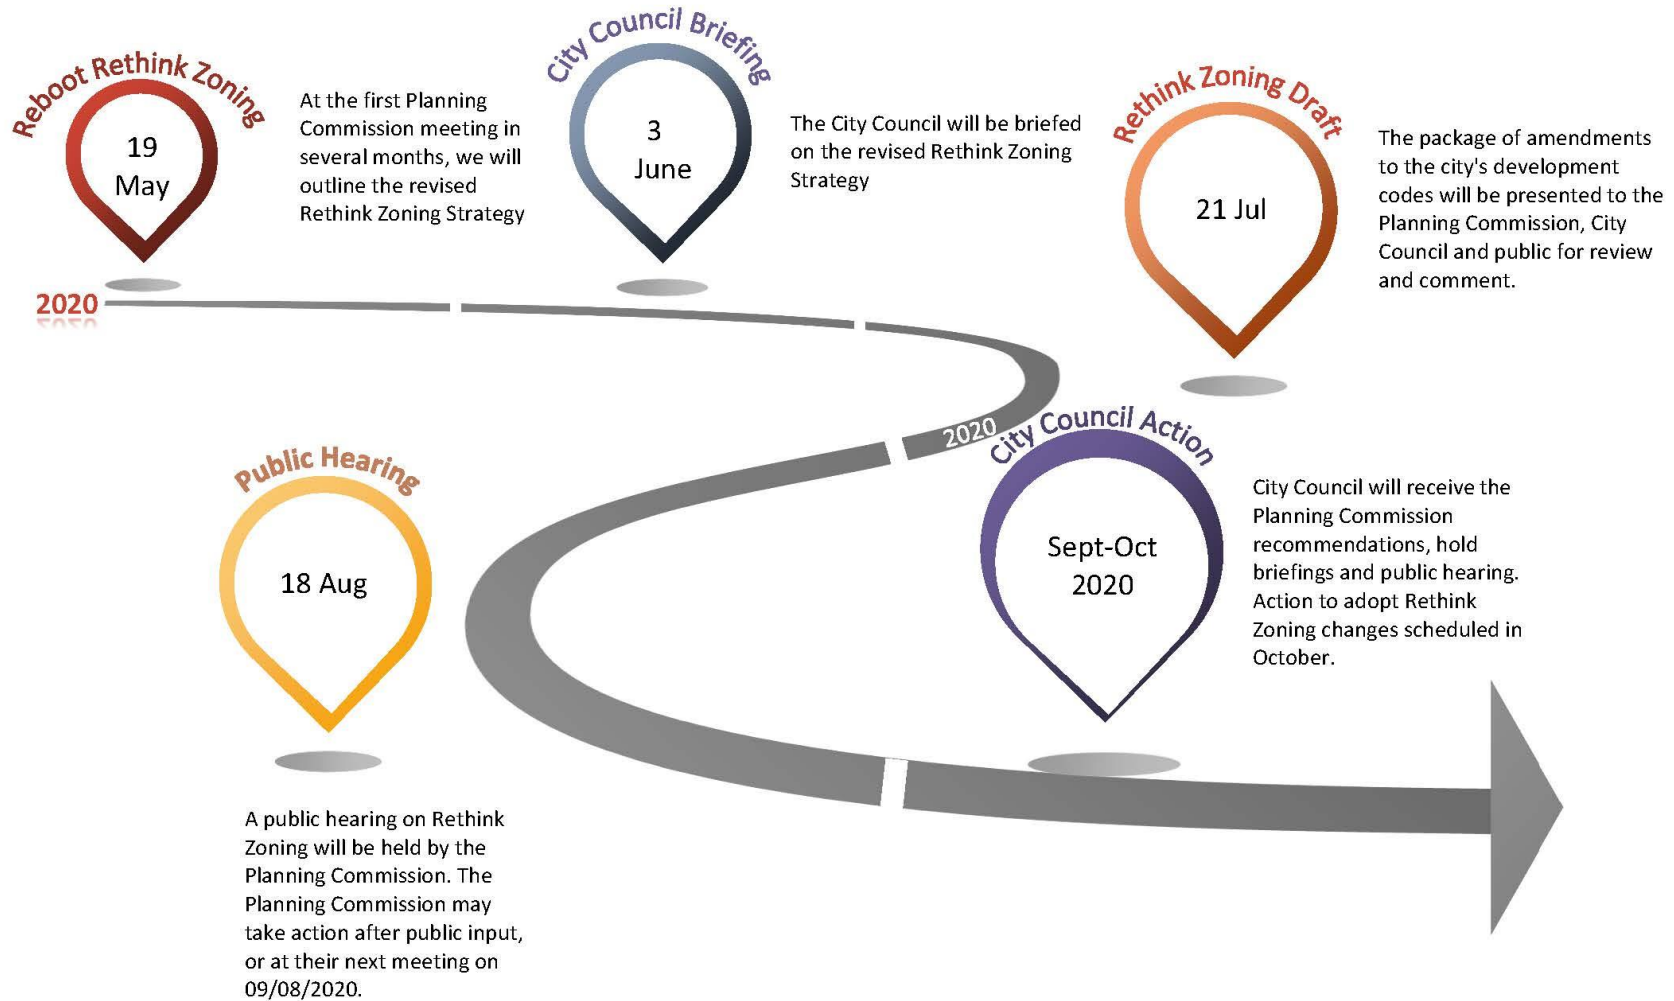 Reboot Rethink Zoning
19
May
At the first Planning
Commission meeting in
several months, we will
outline the revised
Rethink Zoning Strategy
City Council Briefing
3
June
The City Council will be briefed
on the revised Rethink Zoning
Strategy
Rethink Zoning Draft
21 Jul
The package of amendments
to the city's development
codes will be presented to the
Planning Commission, City
Council and public for review
and comment.
2020
2020
Public Hearing
18 Aug
A public hearing on Rethink
Zoning will be held by the
Planning Commission. The
Planning Commission may
take action after public input,
or at their next meeting on
09/08/2020.
City Council Action
Sept-Oct
2020
City Council will receive the
Planning Commission
recommendations, hold
briefings and public hearing.
Action to adopt Rethink
Zoning changes scheduled in
October.